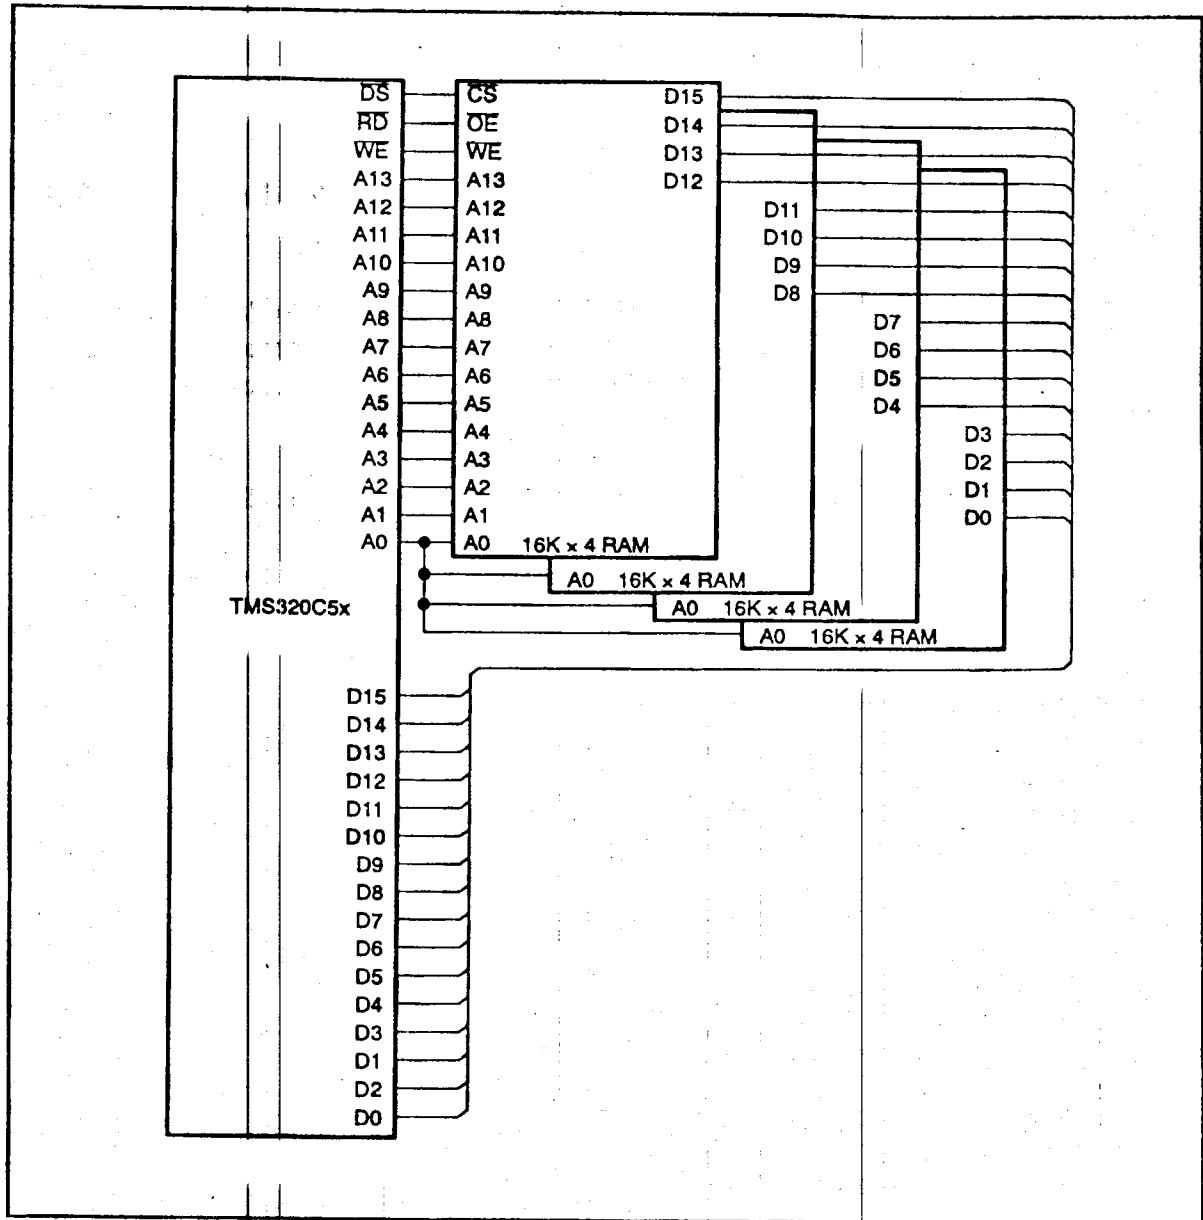 DS CS D15
RD OE D14
WE WE D13
A13 A13 D12
A12 A12 D11
A11 A11
A10 A10 D10
A9 A9 D9
A8 A8 D8
A7 A7 D7
A6 A6 D6
A5 A5 D5
A4 A4 D4
A3 A3 D3
A2 A2 D2
A1 A1 D1
A0 A0 16K × 4 RAM D0
A0 16K × 4 RAM
A0 16K × 4 RAM
A0 16K × 4 RAM
TMS320C5x
D15
D14
D13
D12
D11
D10
D9
D8
D7
D6
D5
D4
D3
D1
D2
D0